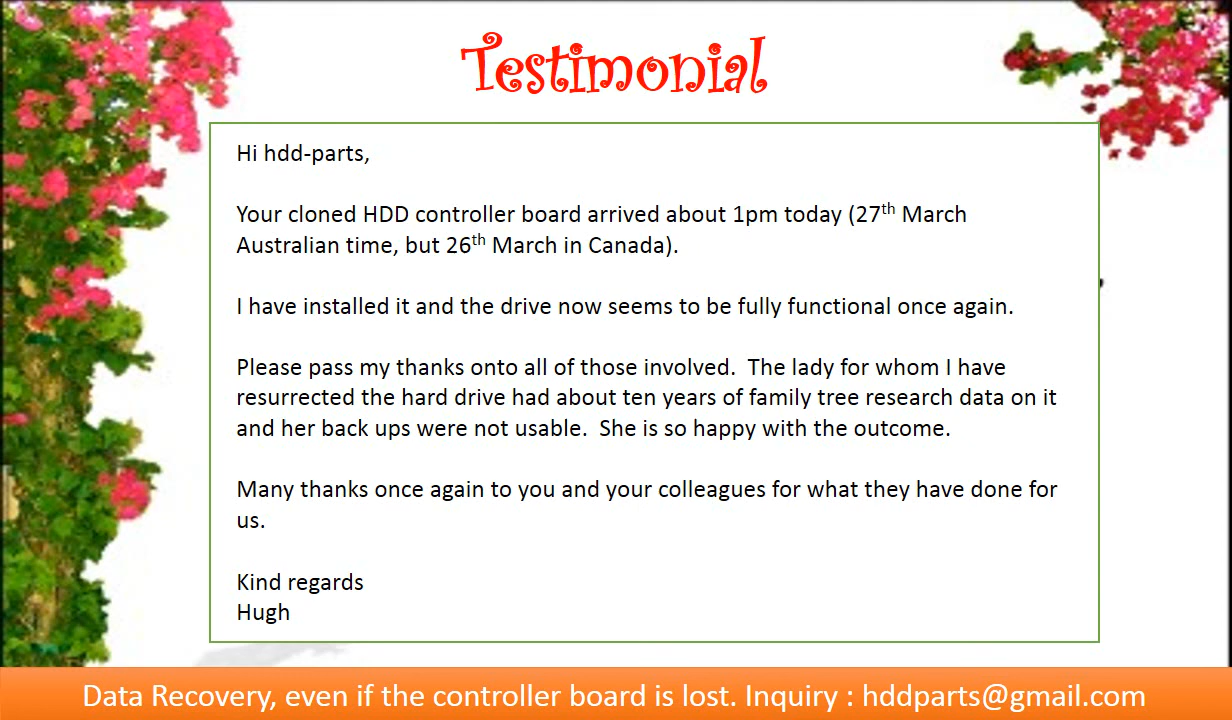 Testimonial
Hi hdd-parts,
Your cloned HDD controller board arrived about 1pm today (27th March
Australian time, but 26th March in Canada).
I have installed it and the drive now seems to be fully functional once again.
Please pass my thanks onto all of those involved.  The lady for whom I have
resurrected the hard drive had about ten years of family tree research data on it
and her back ups were not usable.  She is so happy with the outcome.
Many thanks once again to you and your colleagues for what they have done for
us.
Kind regards
Hugh
Data Recovery, even if the controller board is lost. Inquiry : hddparts@gmail.com